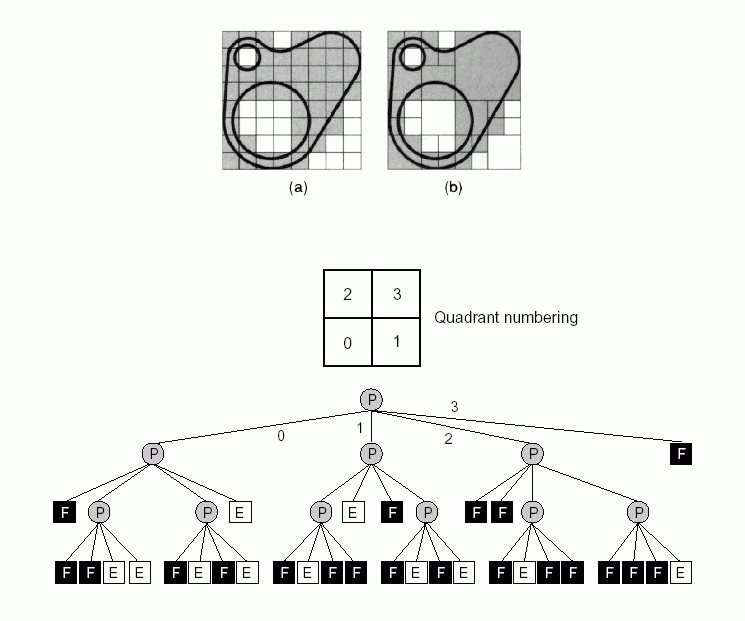 (a) (b)
2 3
Quadrant numbering
0 1
P
3
0 1 2
P P P F
F P P E P E F P F F P P
F F E E F E F E F E F F F E F E F E F F F F F E